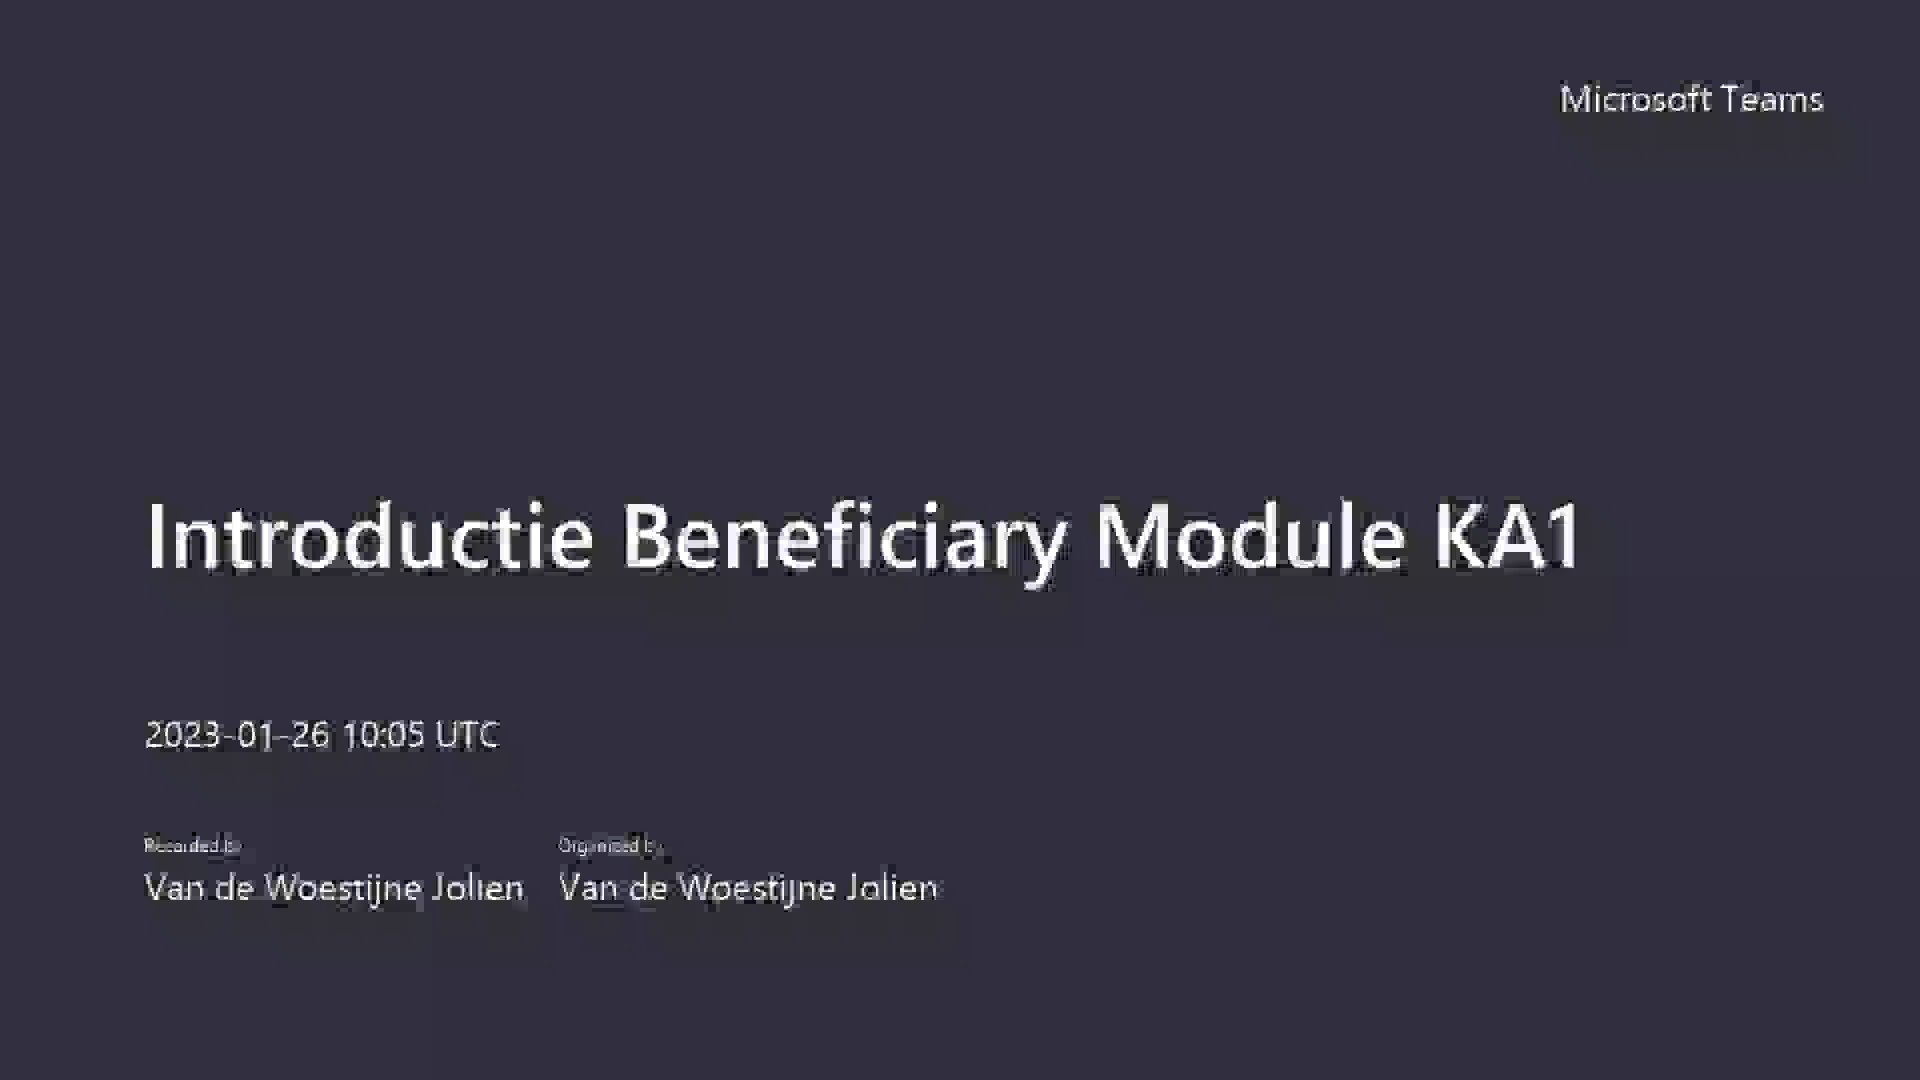 Microsoft Teams
Introductie Beneficiary Module KA1
2023-01-26 10:05 UTC
Recorded by Organized by
Van de Woestijne Jolien Van de Woestijne Jolien